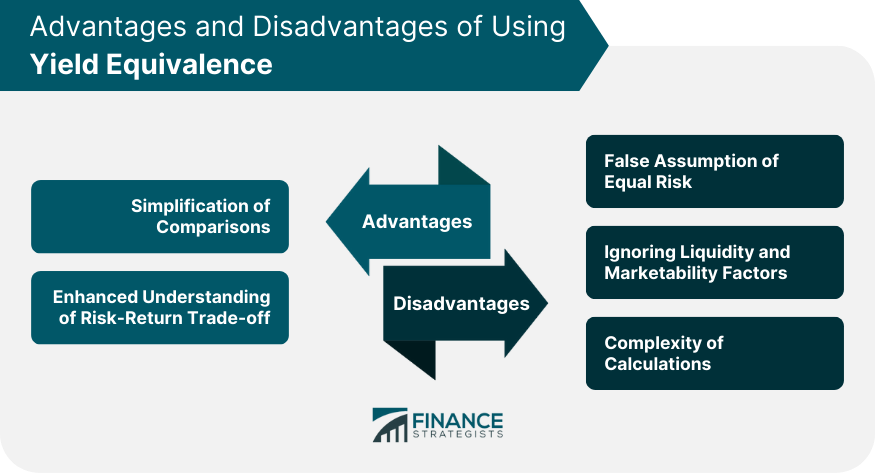 Advantages and Disadvantages of Using
Yield Equivalence
Simplification of
Comparisons
Enhanced Understanding
of Risk-Return Trade-off
Advantages
Disadvantages
False Assumption of
Equal Risk
Ignoring Liquidity and
Marketability Factors
Complexity of
Calculations
FINANCE
STRATEGISTS